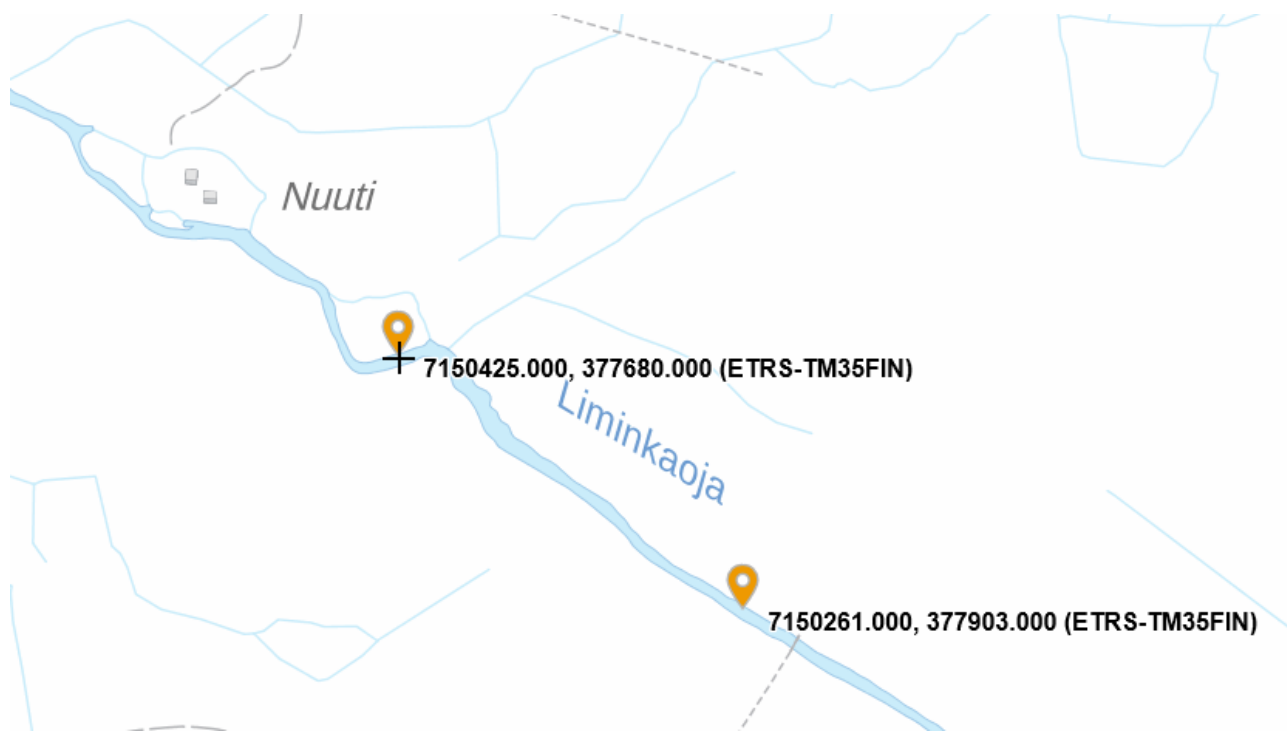 Nuuti
7150425.000, 377680.000 (ETRS-TM35FIN)
Liminkaoja
7150261.000, 377903.000 (ETRS-TM35FIN)